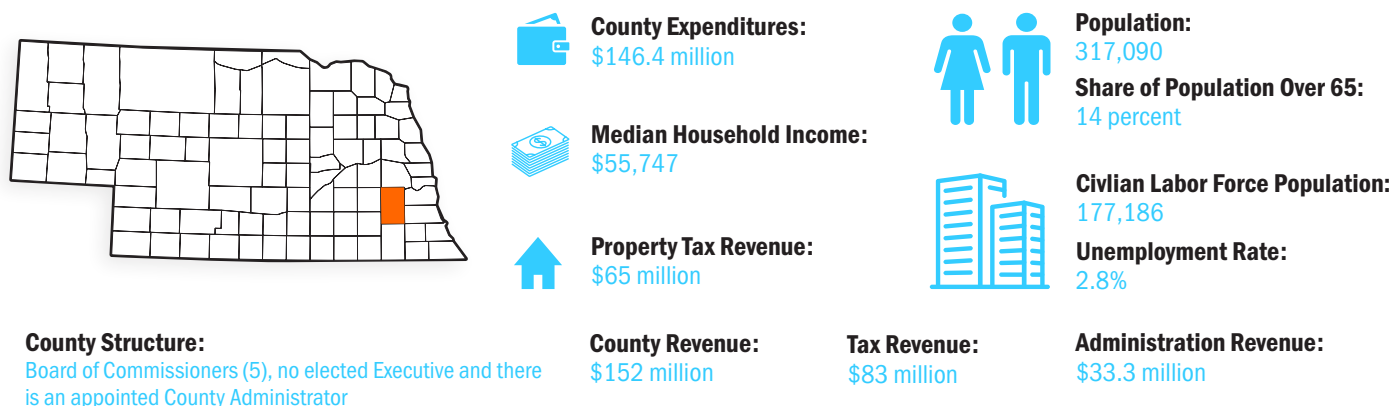 County Expenditures:
$146.4 million
Median Household Income:
$55,747
Property Tax Revenue:
$65 million
Population:
317,090
Share of Population Over 65:
14 percent
Civlian Labor Force Population:
177,186
Unemployment Rate:
2.8%
County Structure:
Board of Commissioners (5), no elected Executive and there
is an appointed County Administrator
County Revenue:
$152 million
Tax Revenue:
$83 million
Administration Revenue:
$33.3 million